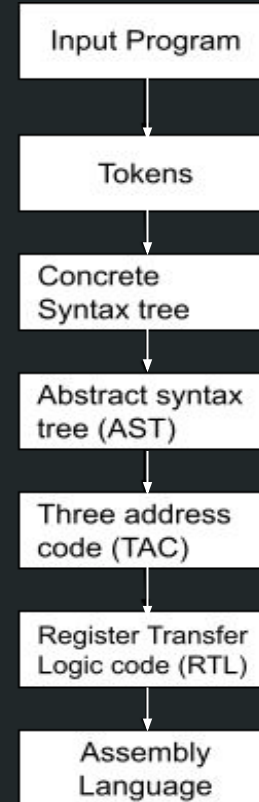 Input Program
Tokens
Concrete
Syntax tree
Abstract syntax
tree (AST)
Three address
code (TAC)
Register Transfer
Logic code (RTL)
Assembly
Language